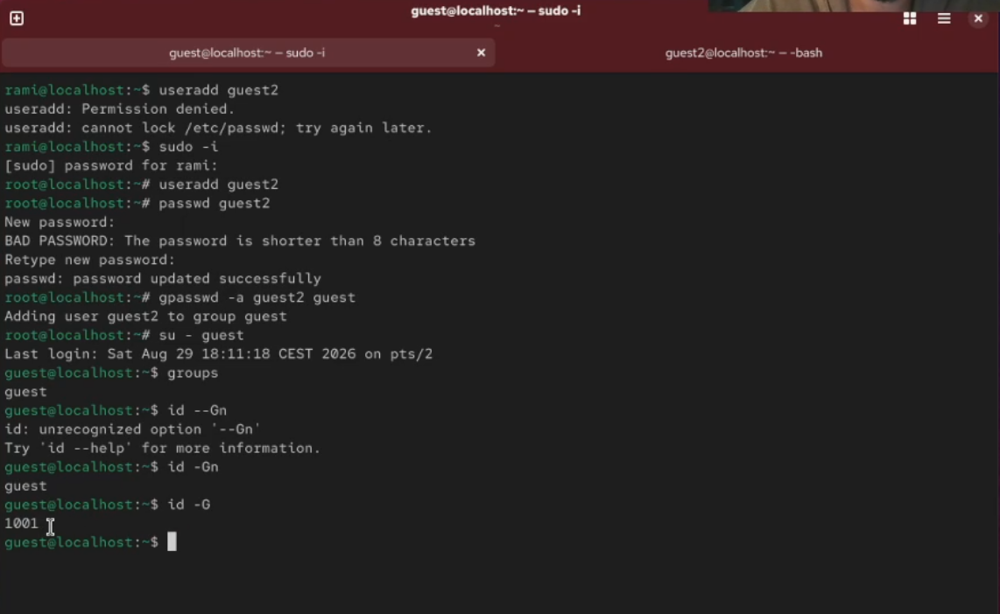 guest@localhost:~ — sudo -i
~
guest@localhost:~ — sudo -i
guest2@localhost:~ — -bash
rami@localhost:~$ useradd guest2
useradd: Permission denied.
useradd: cannot lock /etc/passwd; try again later.
rami@localhost:~$ sudo -i
[sudo] password for rami:
root@localhost:~# useradd guest2
root@localhost:~# passwd guest2
New password:
BAD PASSWORD: The password is shorter than 8 characters
Retype new password:
passwd: password updated successfully
root@localhost:~# gpasswd -a guest2 guest
Adding user guest2 to group guest
root@localhost:~# su - guest
Last login: Sat Aug 29 18:11:18 CEST 2026 on pts/2
guest@localhost:~$ groups
guest
guest@localhost:~$ id --Gn
id: unrecognized option '--Gn'
Try 'id --help' for more information.
guest@localhost:~$ id -Gn
guest
guest@localhost:~$ id -G
1001
guest@localhost:~$